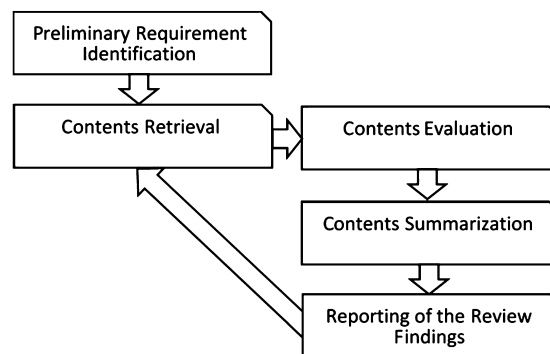 Preliminary Requirement
Identification
Contents Retrieval
Contents Evaluation
Contents Summarization
Reporting of the Review
Findings